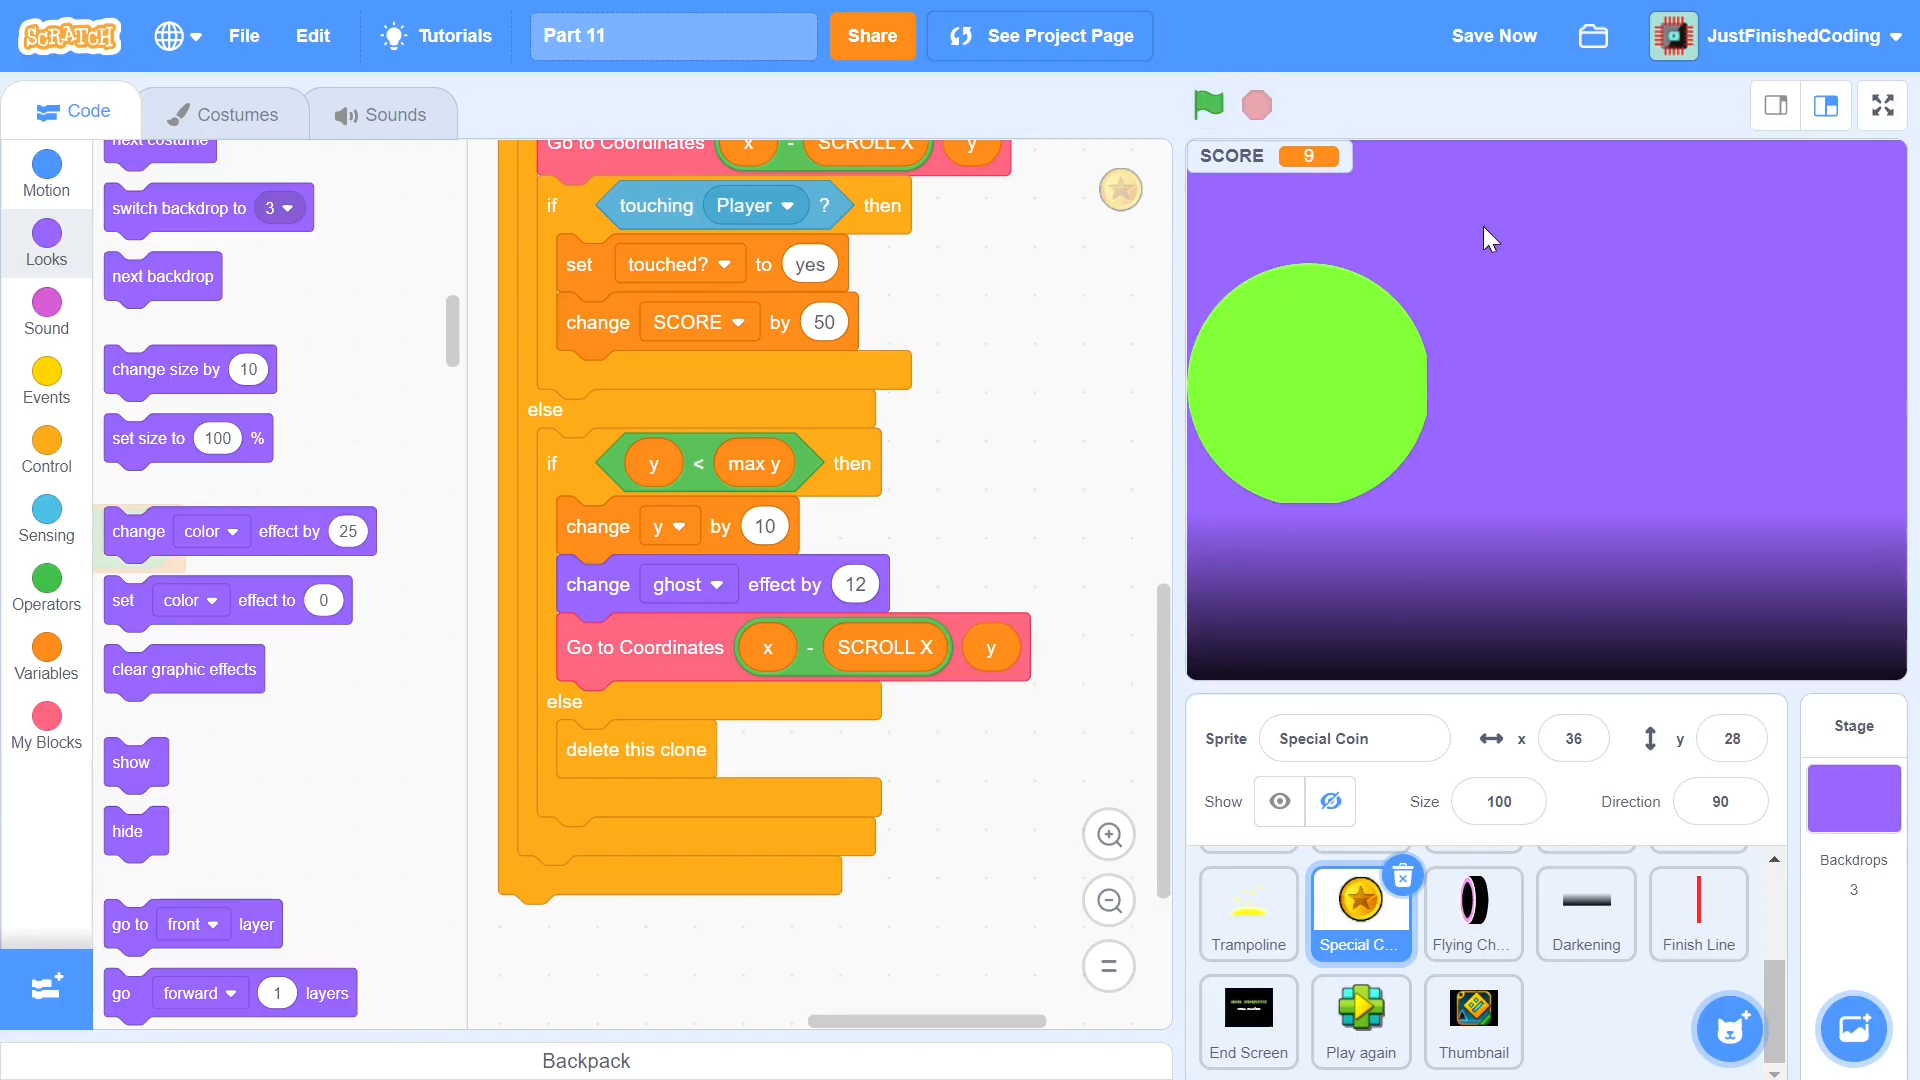 SCRATCH
File
Edit
Tutorials
Part 11
Share
See Project Page
Save Now
JustFinishedCoding
Code
Costumes
Sounds
Motion
Looks
Sound
Events
Control
Sensing
Operators
Variables
My Blocks
next costume
switch backdrop to 3
next backdrop
change size by 10
set size to 100 %
change color effect by 25
set color effect to 0
clear graphic effects
show
hide
go to front layer
go forward 1 layers
Go to Coordinates x - SCROLL X y
if touching Player ? then
set touched? to yes
change SCORE by 50
else
if y < max y then
change y by 10
change ghost effect by 12
Go to Coordinates x - SCROLL X y
else
delete this clone
Backpack
SCORE 9
Sprite Special Coin x 36 y 28
Show Size 100 Direction 90
Trampoline
Special C...
Flying Ch...
Darkening
Finish Line
End Screen
Play again
Thumbnail
Stage
Backdrops
3